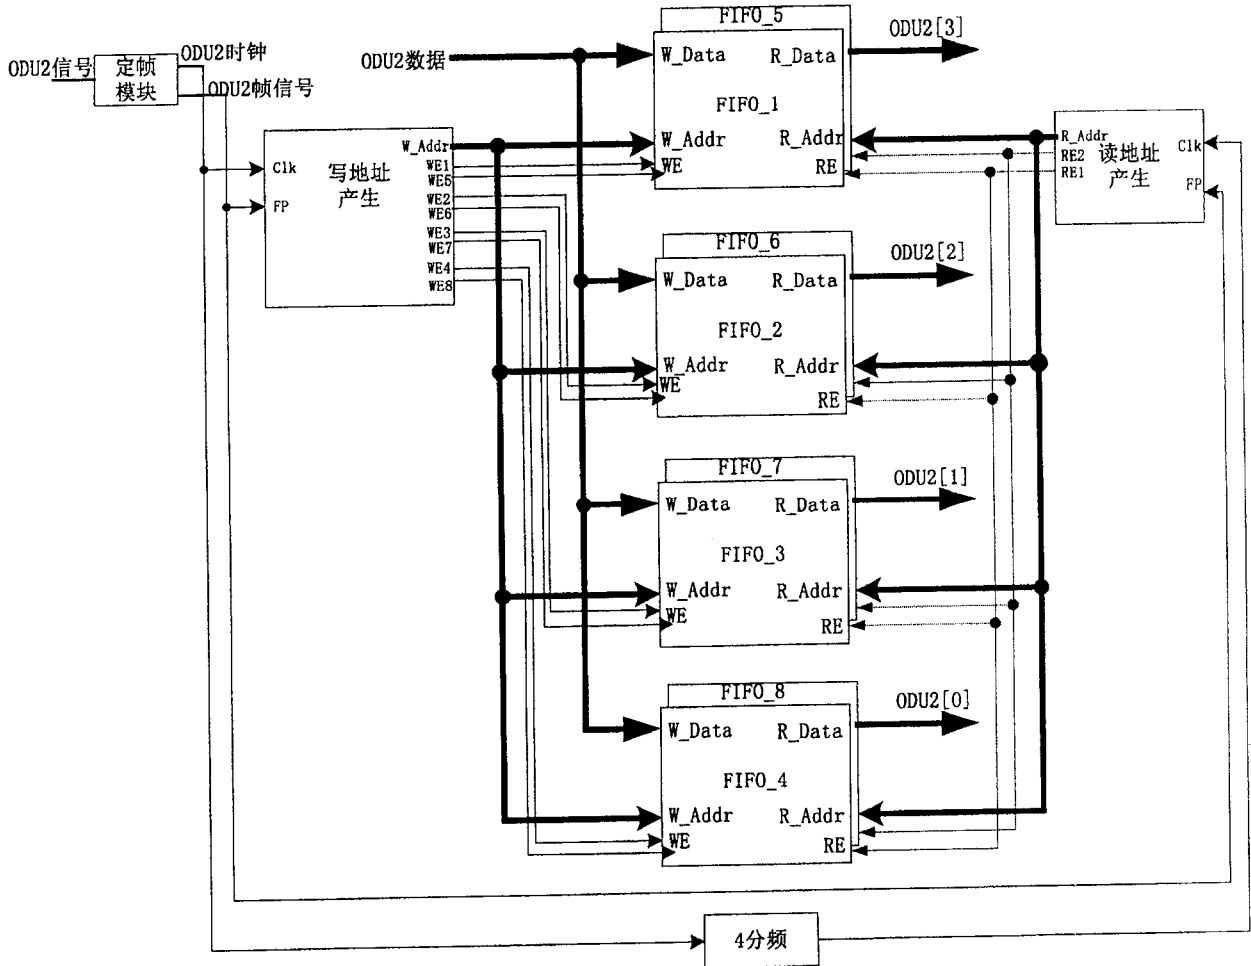 FIFO_5
ODU2[3]
ODU2时钟
ODU2信号
定帧
模块
ODU2帧信号
ODU2数据
W_Data
R_Data
FIFO_1
W_Addr
R_Addr
WE
RE
写地址
产生
Clk
FP
W_Addr
WE1
WE5
WE2
WE6
WE3
WE7
WE4
WE8
R_Addr
RE2
RE1
读地址
产生
Clk
FP
FIFO_6
ODU2[2]
W_Data
R_Data
FIFO_2
W_Addr
R_Addr
WE
RE
FIFO_7
ODU2[1]
W_Data
R_Data
FIFO_3
W_Addr
R_Addr
WE
RE
FIFO_8
ODU2[0]
W_Data
R_Data
FIFO_4
W_Addr
R_Addr
WE
RE
4分频